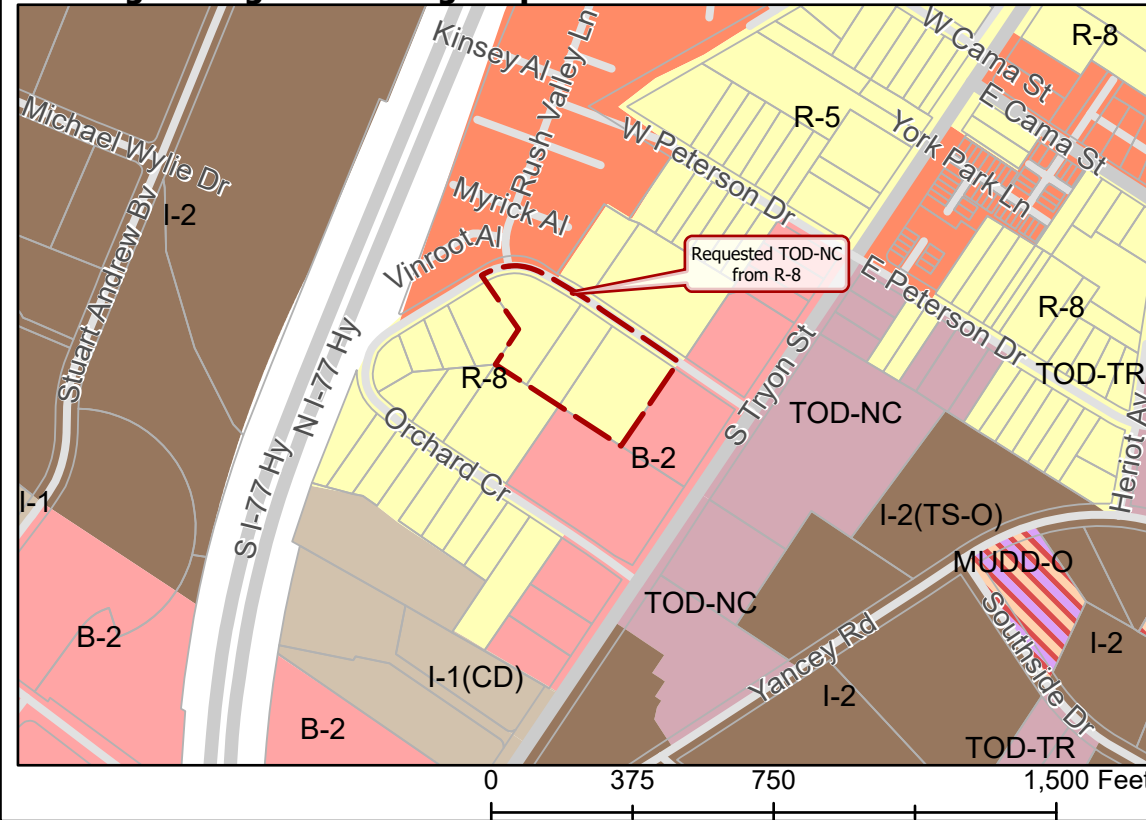 Kinsey Al
Rush Valley Ln
W Cama St
R-8
E Cama St
R-5
York Park Ln
W Peterson Dr
Michael Wylie Dr
I-2
Myrick Al
Vinroot Al
Requested TOD-NC
from R-8
E Peterson Dr
R-8
Stuart Andrew Bv
N I-77 Hy
R-8
S Tryon St
TOD-TR
TOD-NC
Orchard Cr
B-2
Heriot Av
S I-77 Hy
I-1
I-2(TS-O)
MUDD-O
TOD-NC
Southside Dr
B-2
I-2
I-1(CD)
Yancey Rd
I-2
B-2
TOD-TR
0 375 750 1,500 Feet